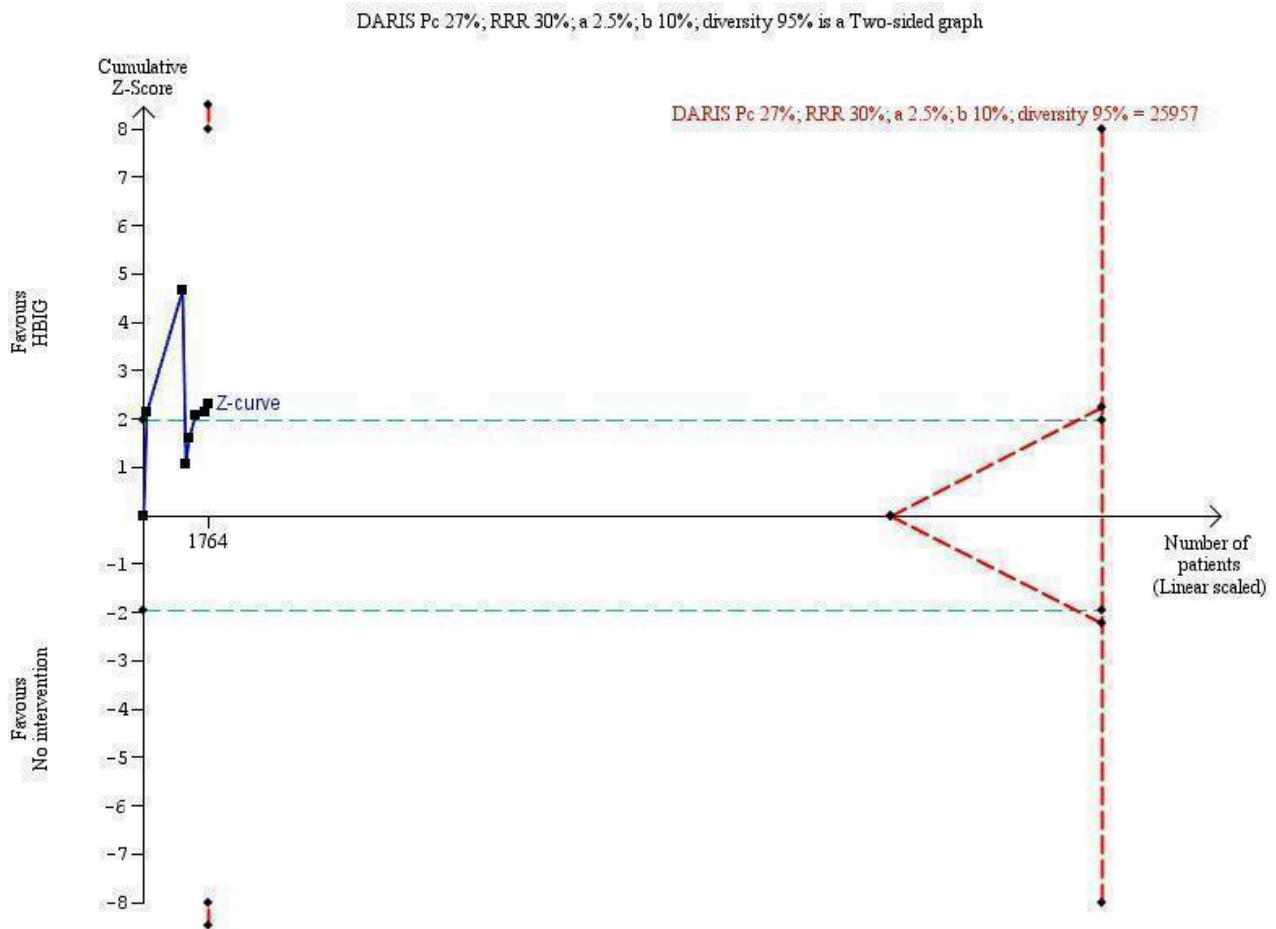 DARIS Pc 27%; RRR 30%; a 2.5%; b 10%; diversity 95% is a Two-sided graph
Cumulative
Z-Score
DARIS Pc 27%; RRR 30%; a 2.5%; b 10%; diversity 95% = 25957
8
7
6
5
4
3
2
1
-1
-2
-3
-4
-5
-6
-7
-8
Favours
HBIG
Favours
No intervention
Z-curve
1764
Number of
patients
(Linear scaled)